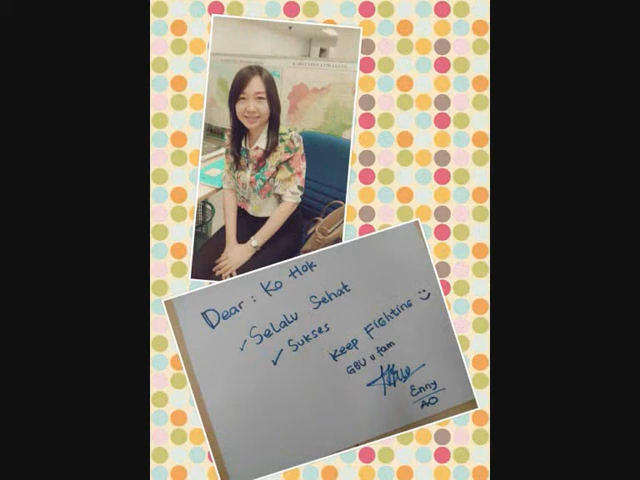 Dear : Ko Hok
✓ Selalu Sehat
✓ Sukses
Keep Fighting
GBU u fam
Enny
AO